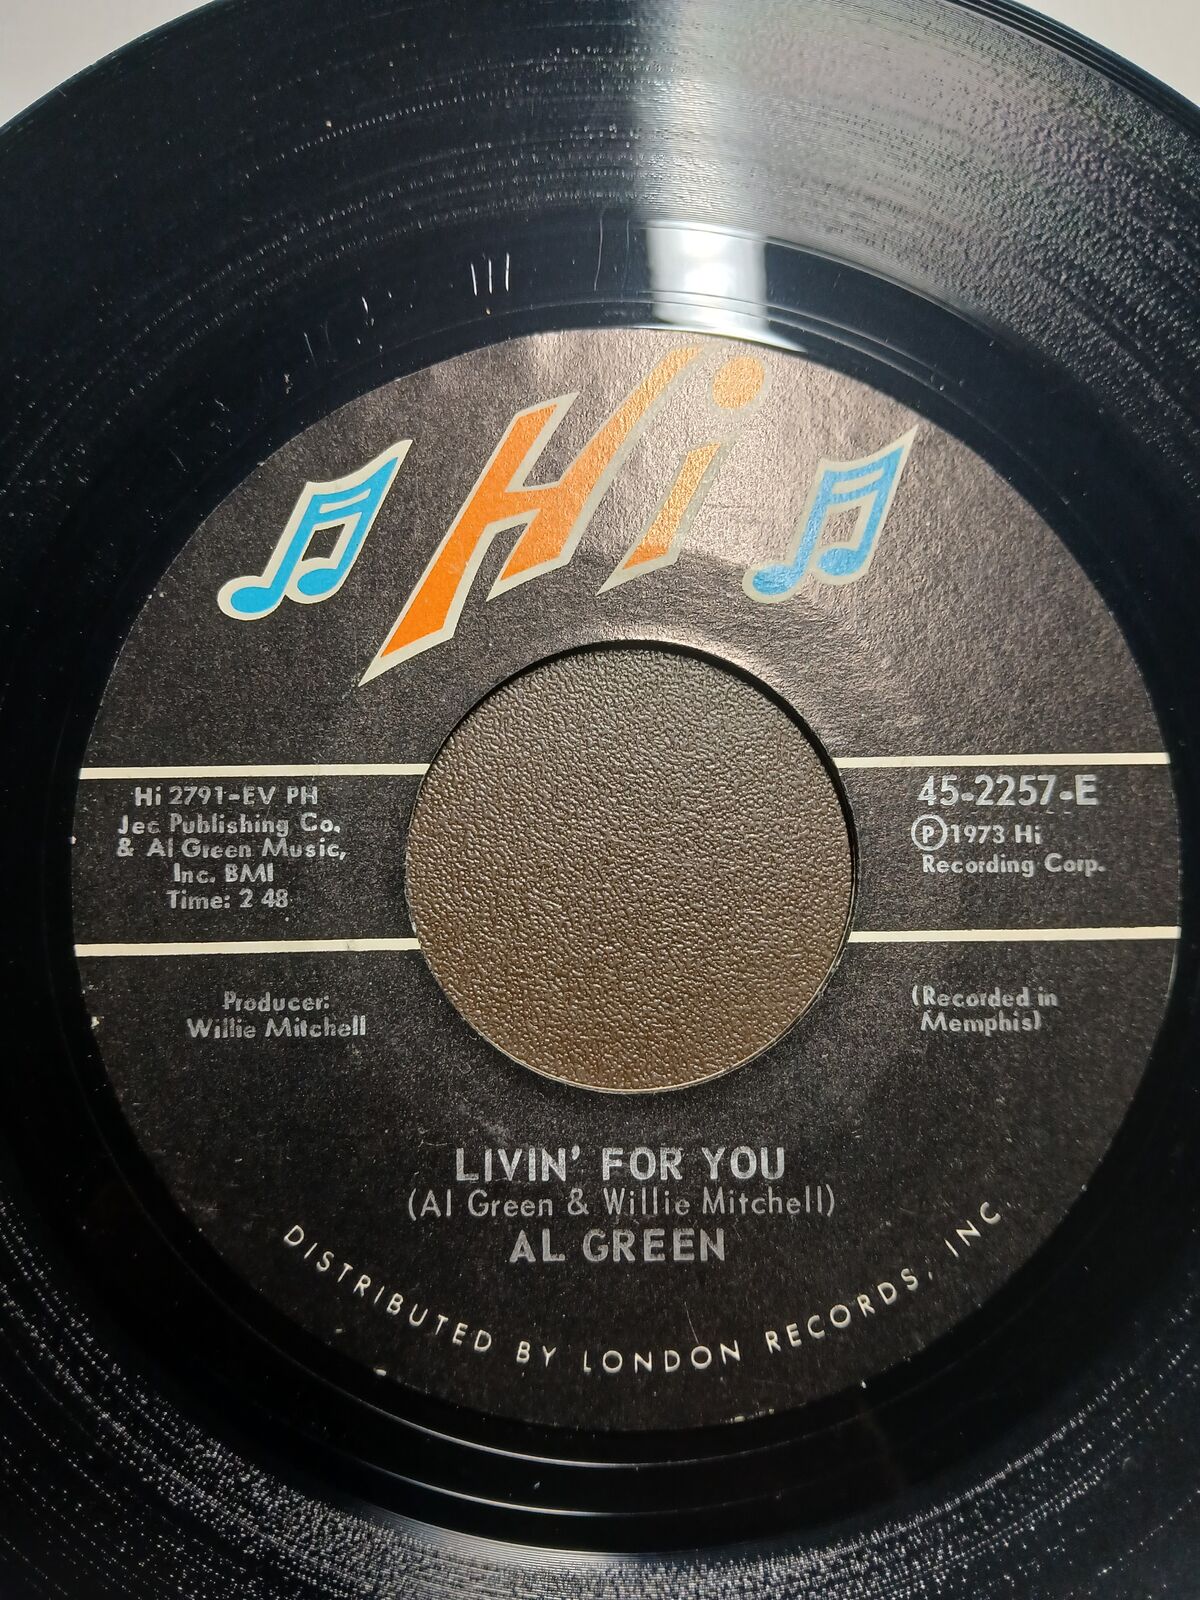 Hi
Hi 2791-EV PH
Jec Publishing Co.
& Al Green Music,
Inc. BMI
Time: 2 48
45-2257-E
Ⓟ1973 Hi
Recording Corp.
Producer:
Willie Mitchell
(Recorded in
Memphis)
LIVIN' FOR YOU
(Al Green & Willie Mitchell)
AL GREEN
DISTRIBUTED BY LONDON RECORDS, INC.